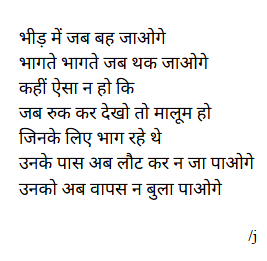 भीड़ में जब बह जाओगे
भागते भागते जब थक जाओगे
कहीं ऐसा न हो कि
जब रुक कर देखो तो मालूम हो
जिनके लिए भाग रहे थे
उनके पास अब लौट कर न जा पाओगे
उनको अब वापस न बुला पाओगे
/j